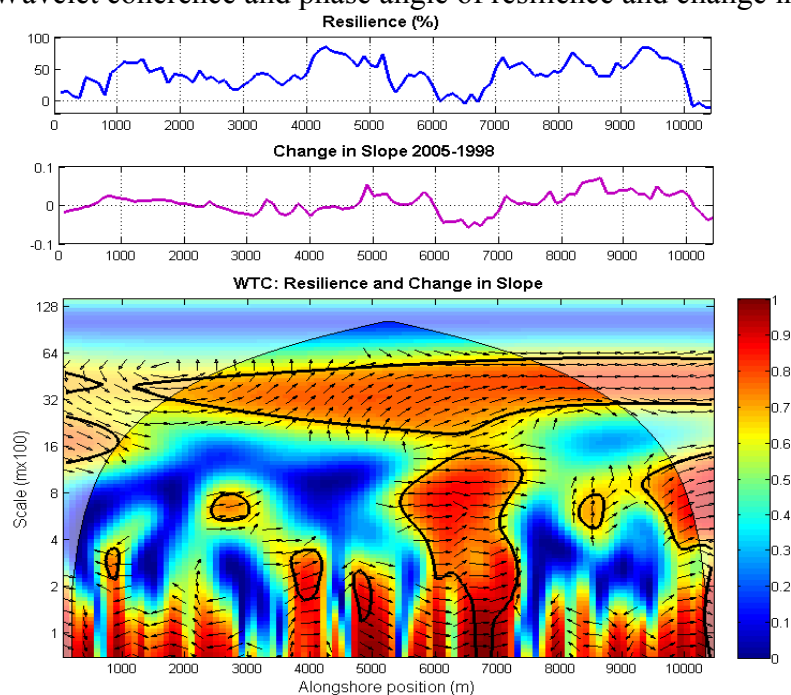 Wavelet coherence and phase angle of resilience and change in
Resilience (%)
100
50
0
0 1000 2000 3000 4000 5000 6000 7000 8000 9000 10000
Change in Slope 2005-1998
0.1
0
-0.1
0 1000 2000 3000 4000 5000 6000 7000 8000 9000 10000
WTC: Resilience and Change in Slope
Scale (mx100)
128
64
32
16
8
4
2
1
1000 2000 3000 4000 5000 6000 7000 8000 9000 10000
Alongshore position (m)
1
0.9
0.8
0.7
0.6
0.5
0.4
0.3
0.2
0.1
0